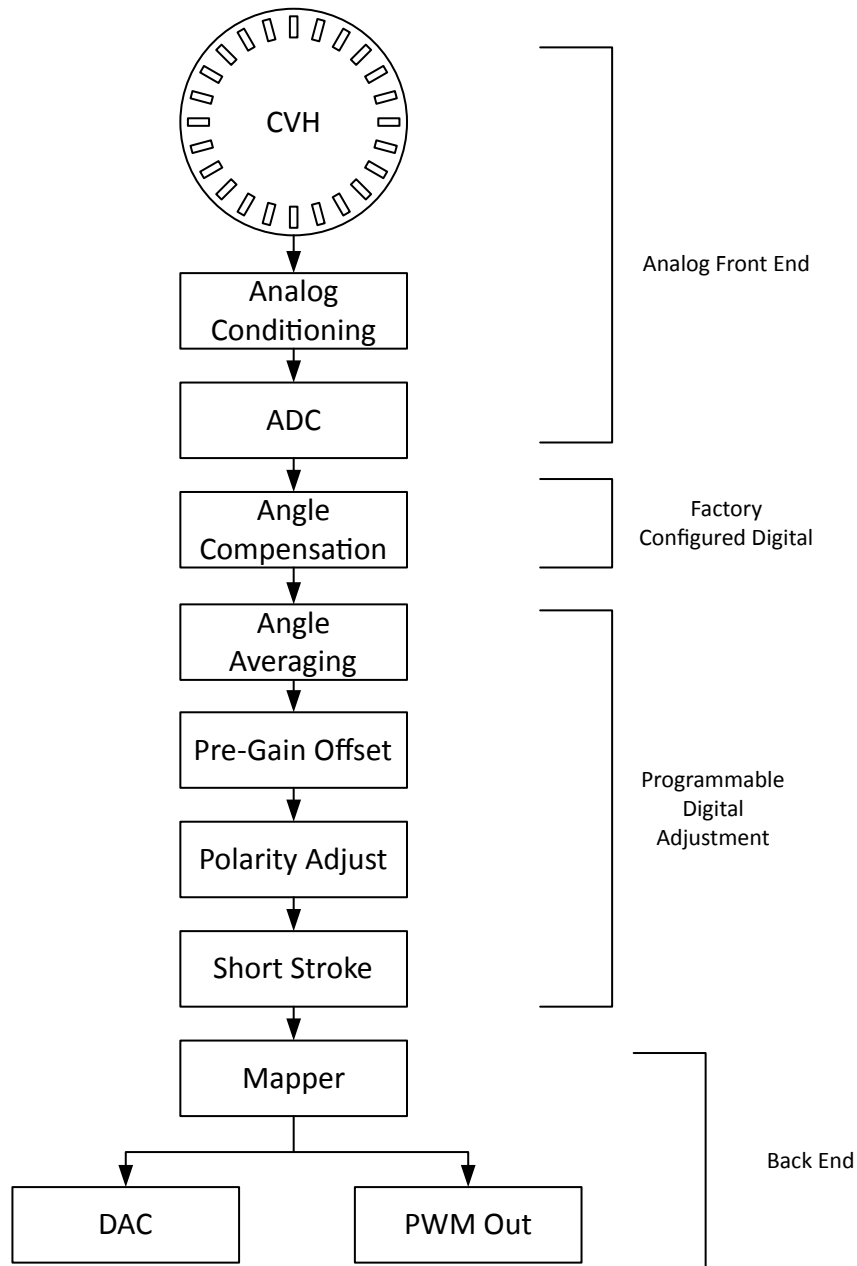 CVH
Analog
Conditioning
Analog Front End
ADC
Angle
Compensation
Factory
Configured Digital
Angle
Averaging
Pre-Gain Offset
Polarity Adjust
Short Stroke
Programmable
Digital
Adjustment
Mapper
DAC
PWM Out
Back End